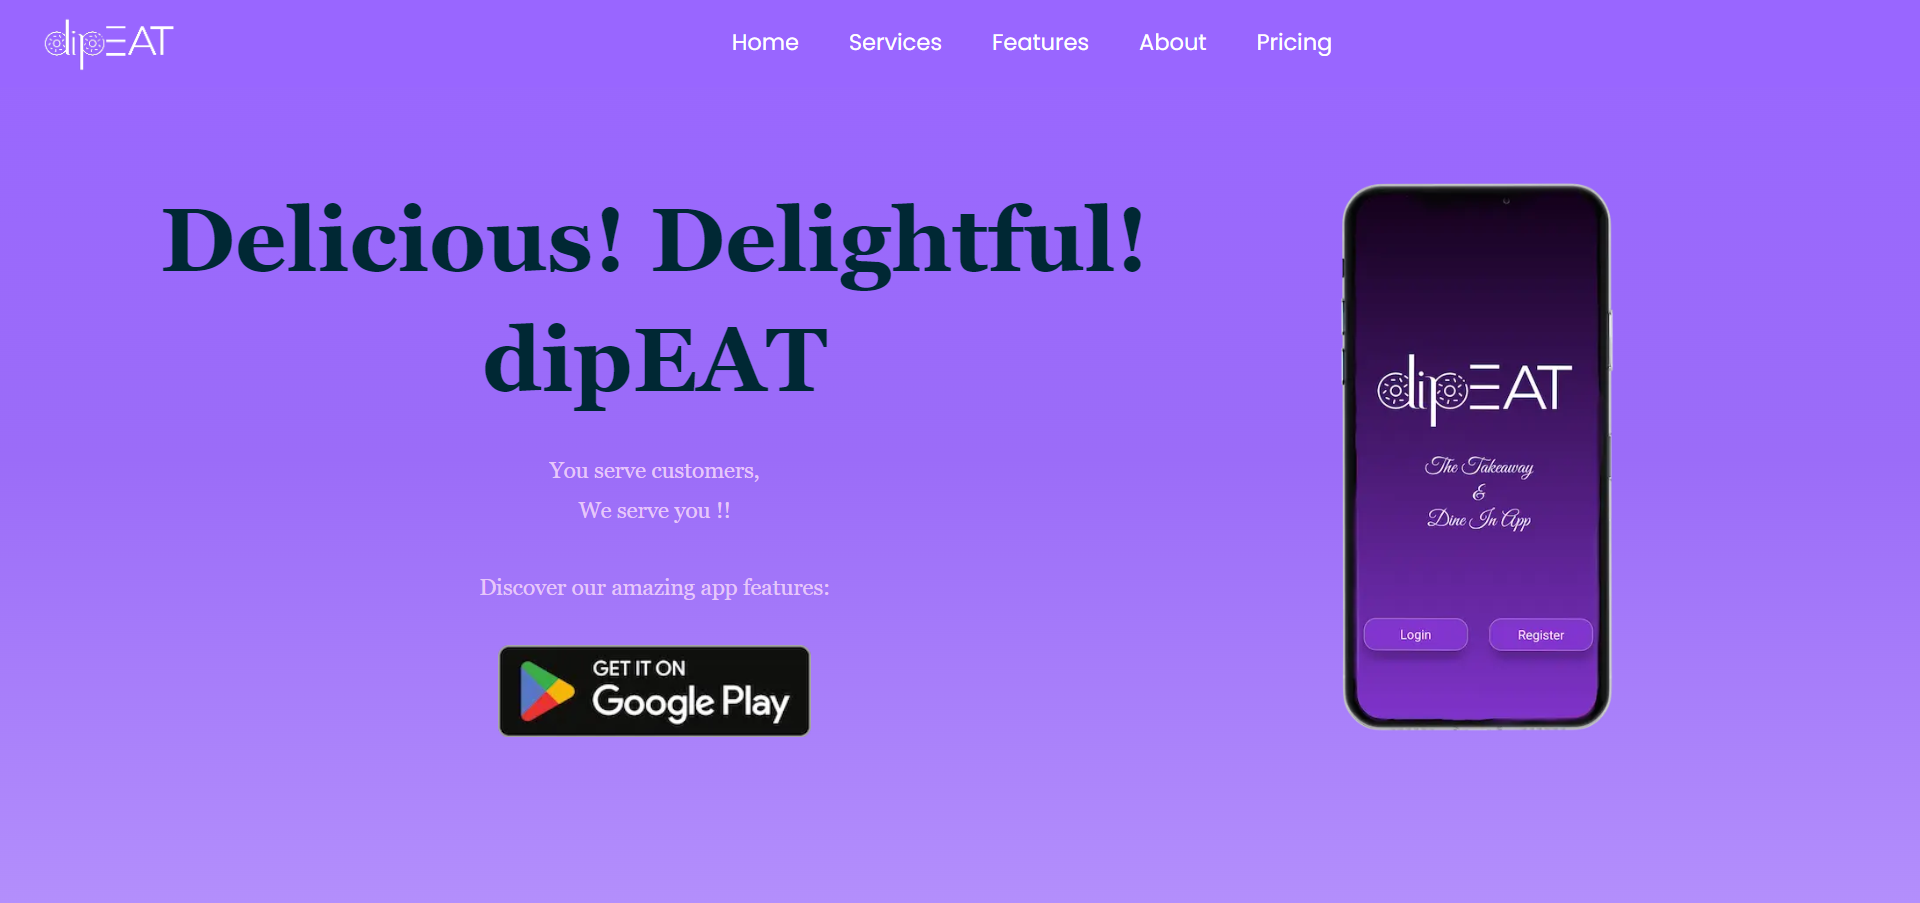 dipEAT
Home Services Features About Pricing
Delicious! Delightful!
dipEAT
You serve customers,
We serve you !!
Discover our amazing app features:
GET IT ON
Google Play
dipEAT
The Takeaway
&
Dine In App
Login Register